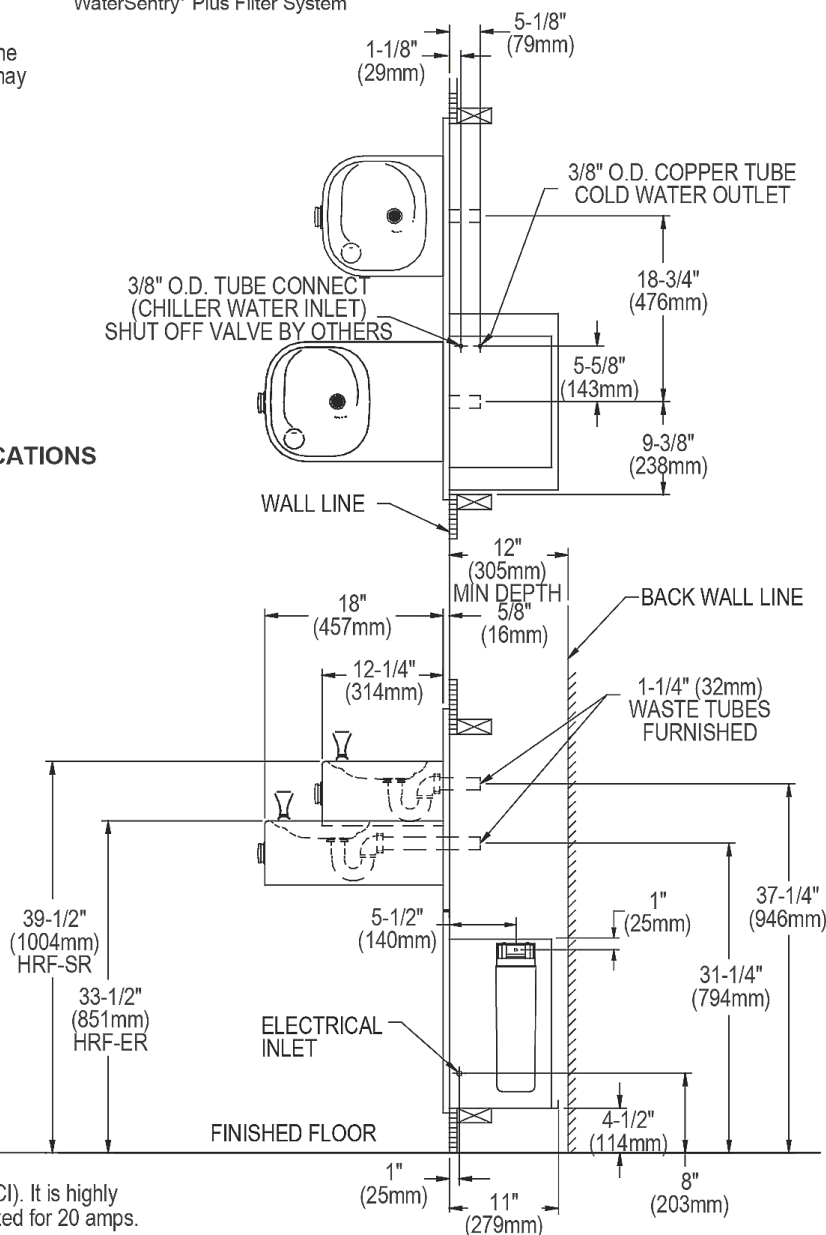 WaterSentry® Plus Filter System
5-1/8"
(79mm)
1-1/8"
(29mm)
3/8" O.D. COPPER TUBE
COLD WATER OUTLET
18-3/4"
(476mm)
3/8" O.D. TUBE CONNECT
(CHILLER WATER INLET)
SHUT OFF VALVE BY OTHERS
5-5/8"
(143mm)
CATIONS
9-3/8"
(238mm)
WALL LINE
12"
(305mm)
MIN DEPTH
BACK WALL LINE
18"
(457mm)
5/8"
(16mm)
12-1/4"
(314mm)
1-1/4" (32mm)
WASTE TUBES
FURNISHED
39-1/2"
(1004mm)
HRF-SR
33-1/2"
(851mm)
HRF-ER
5-1/2"
(140mm)
1"
(25mm)
37-1/4"
(946mm)
31-1/4"
(794mm)
ELECTRICAL
INLET
FINISHED FLOOR
4-1/2"
(114mm)
1"
(25mm)
11"
(279mm)
8"
(203mm)
CI). It is highly
ed for 20 amps.